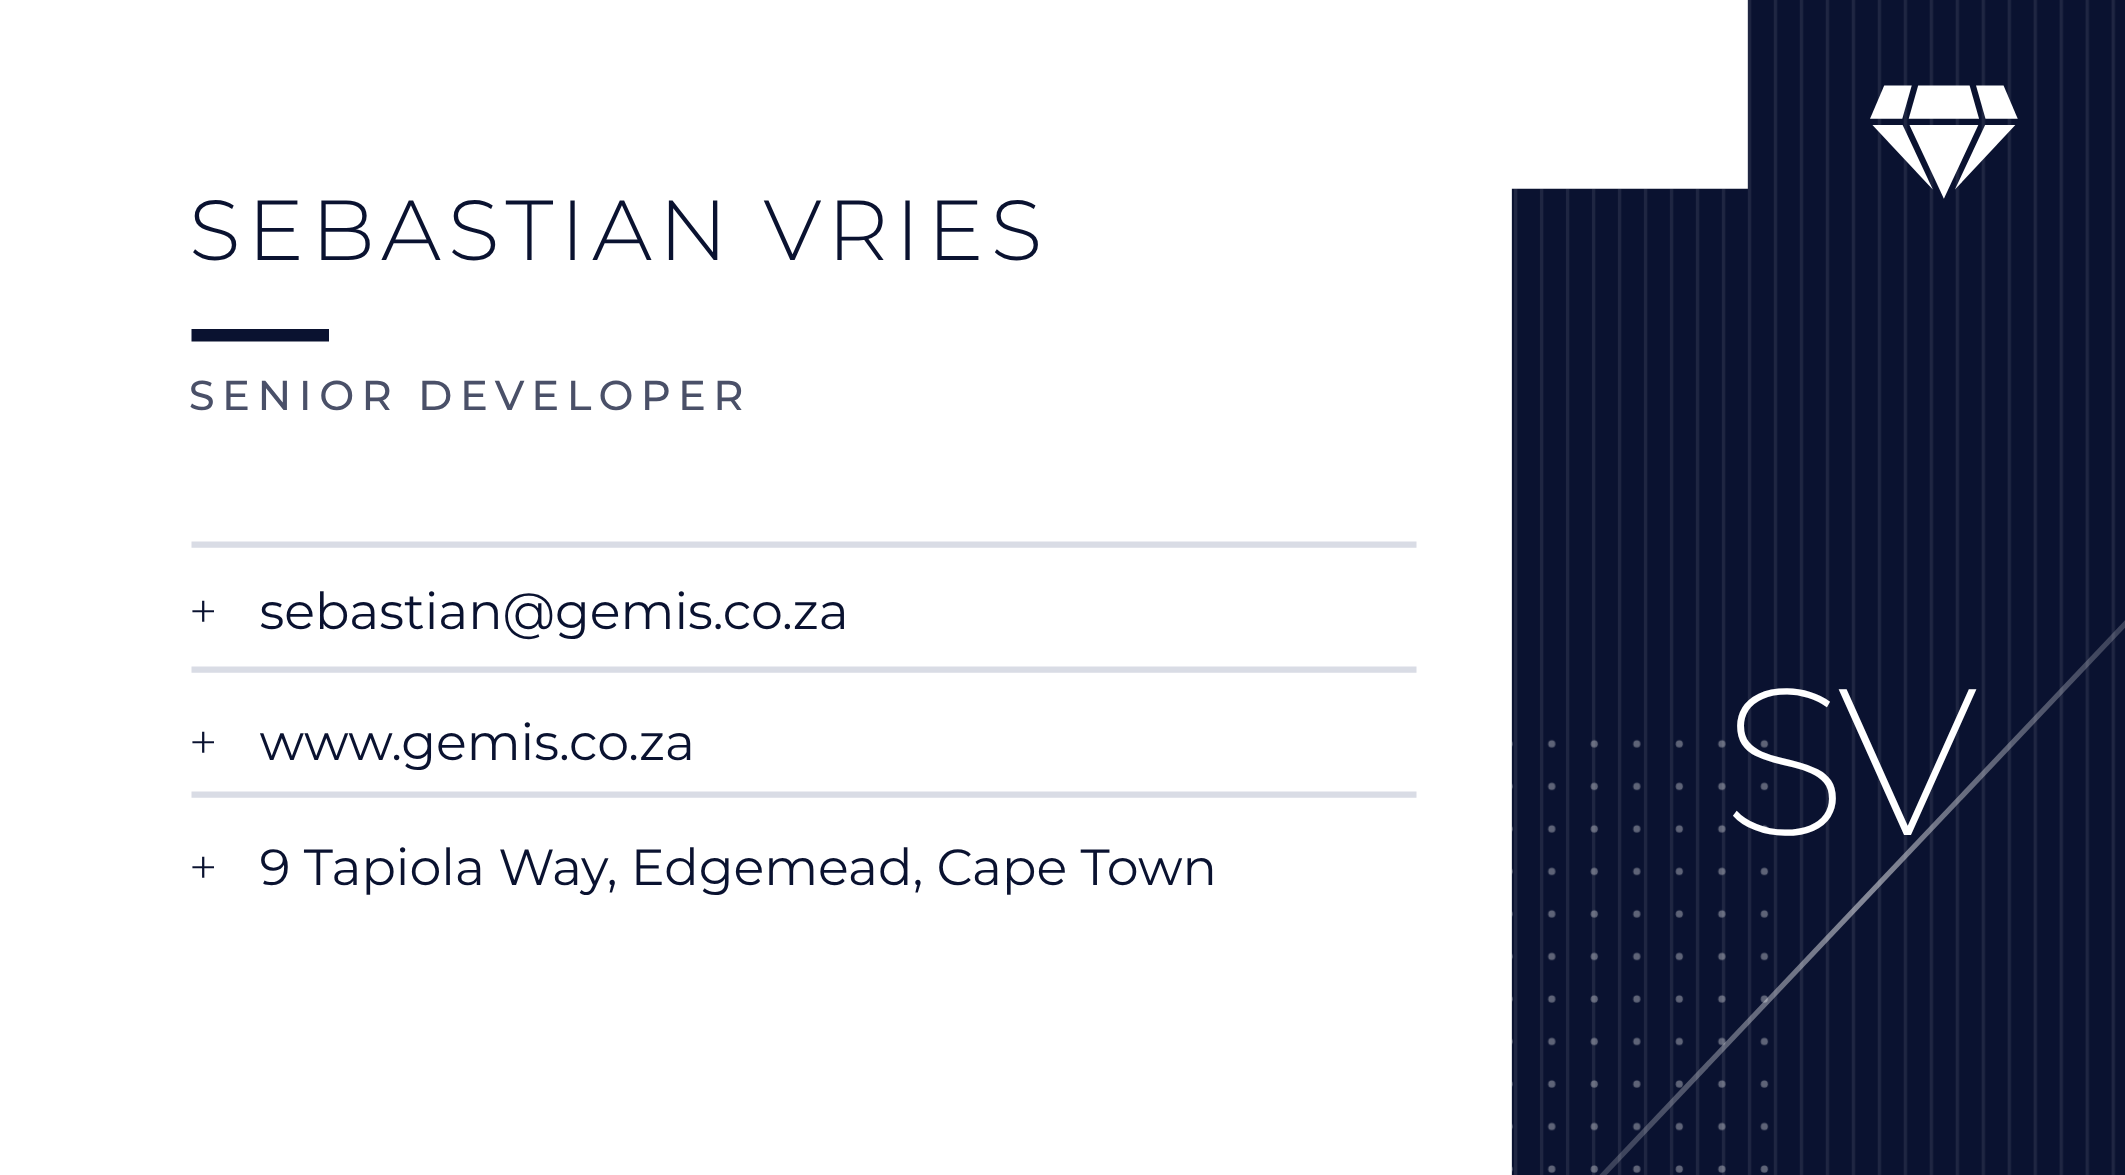 SEBASTIAN VRIES
SENIOR DEVELOPER
+ sebastian@gemis.co.za
+ www.gemis.co.za
+ 9 Tapiola Way, Edgemead, Cape Town
SV